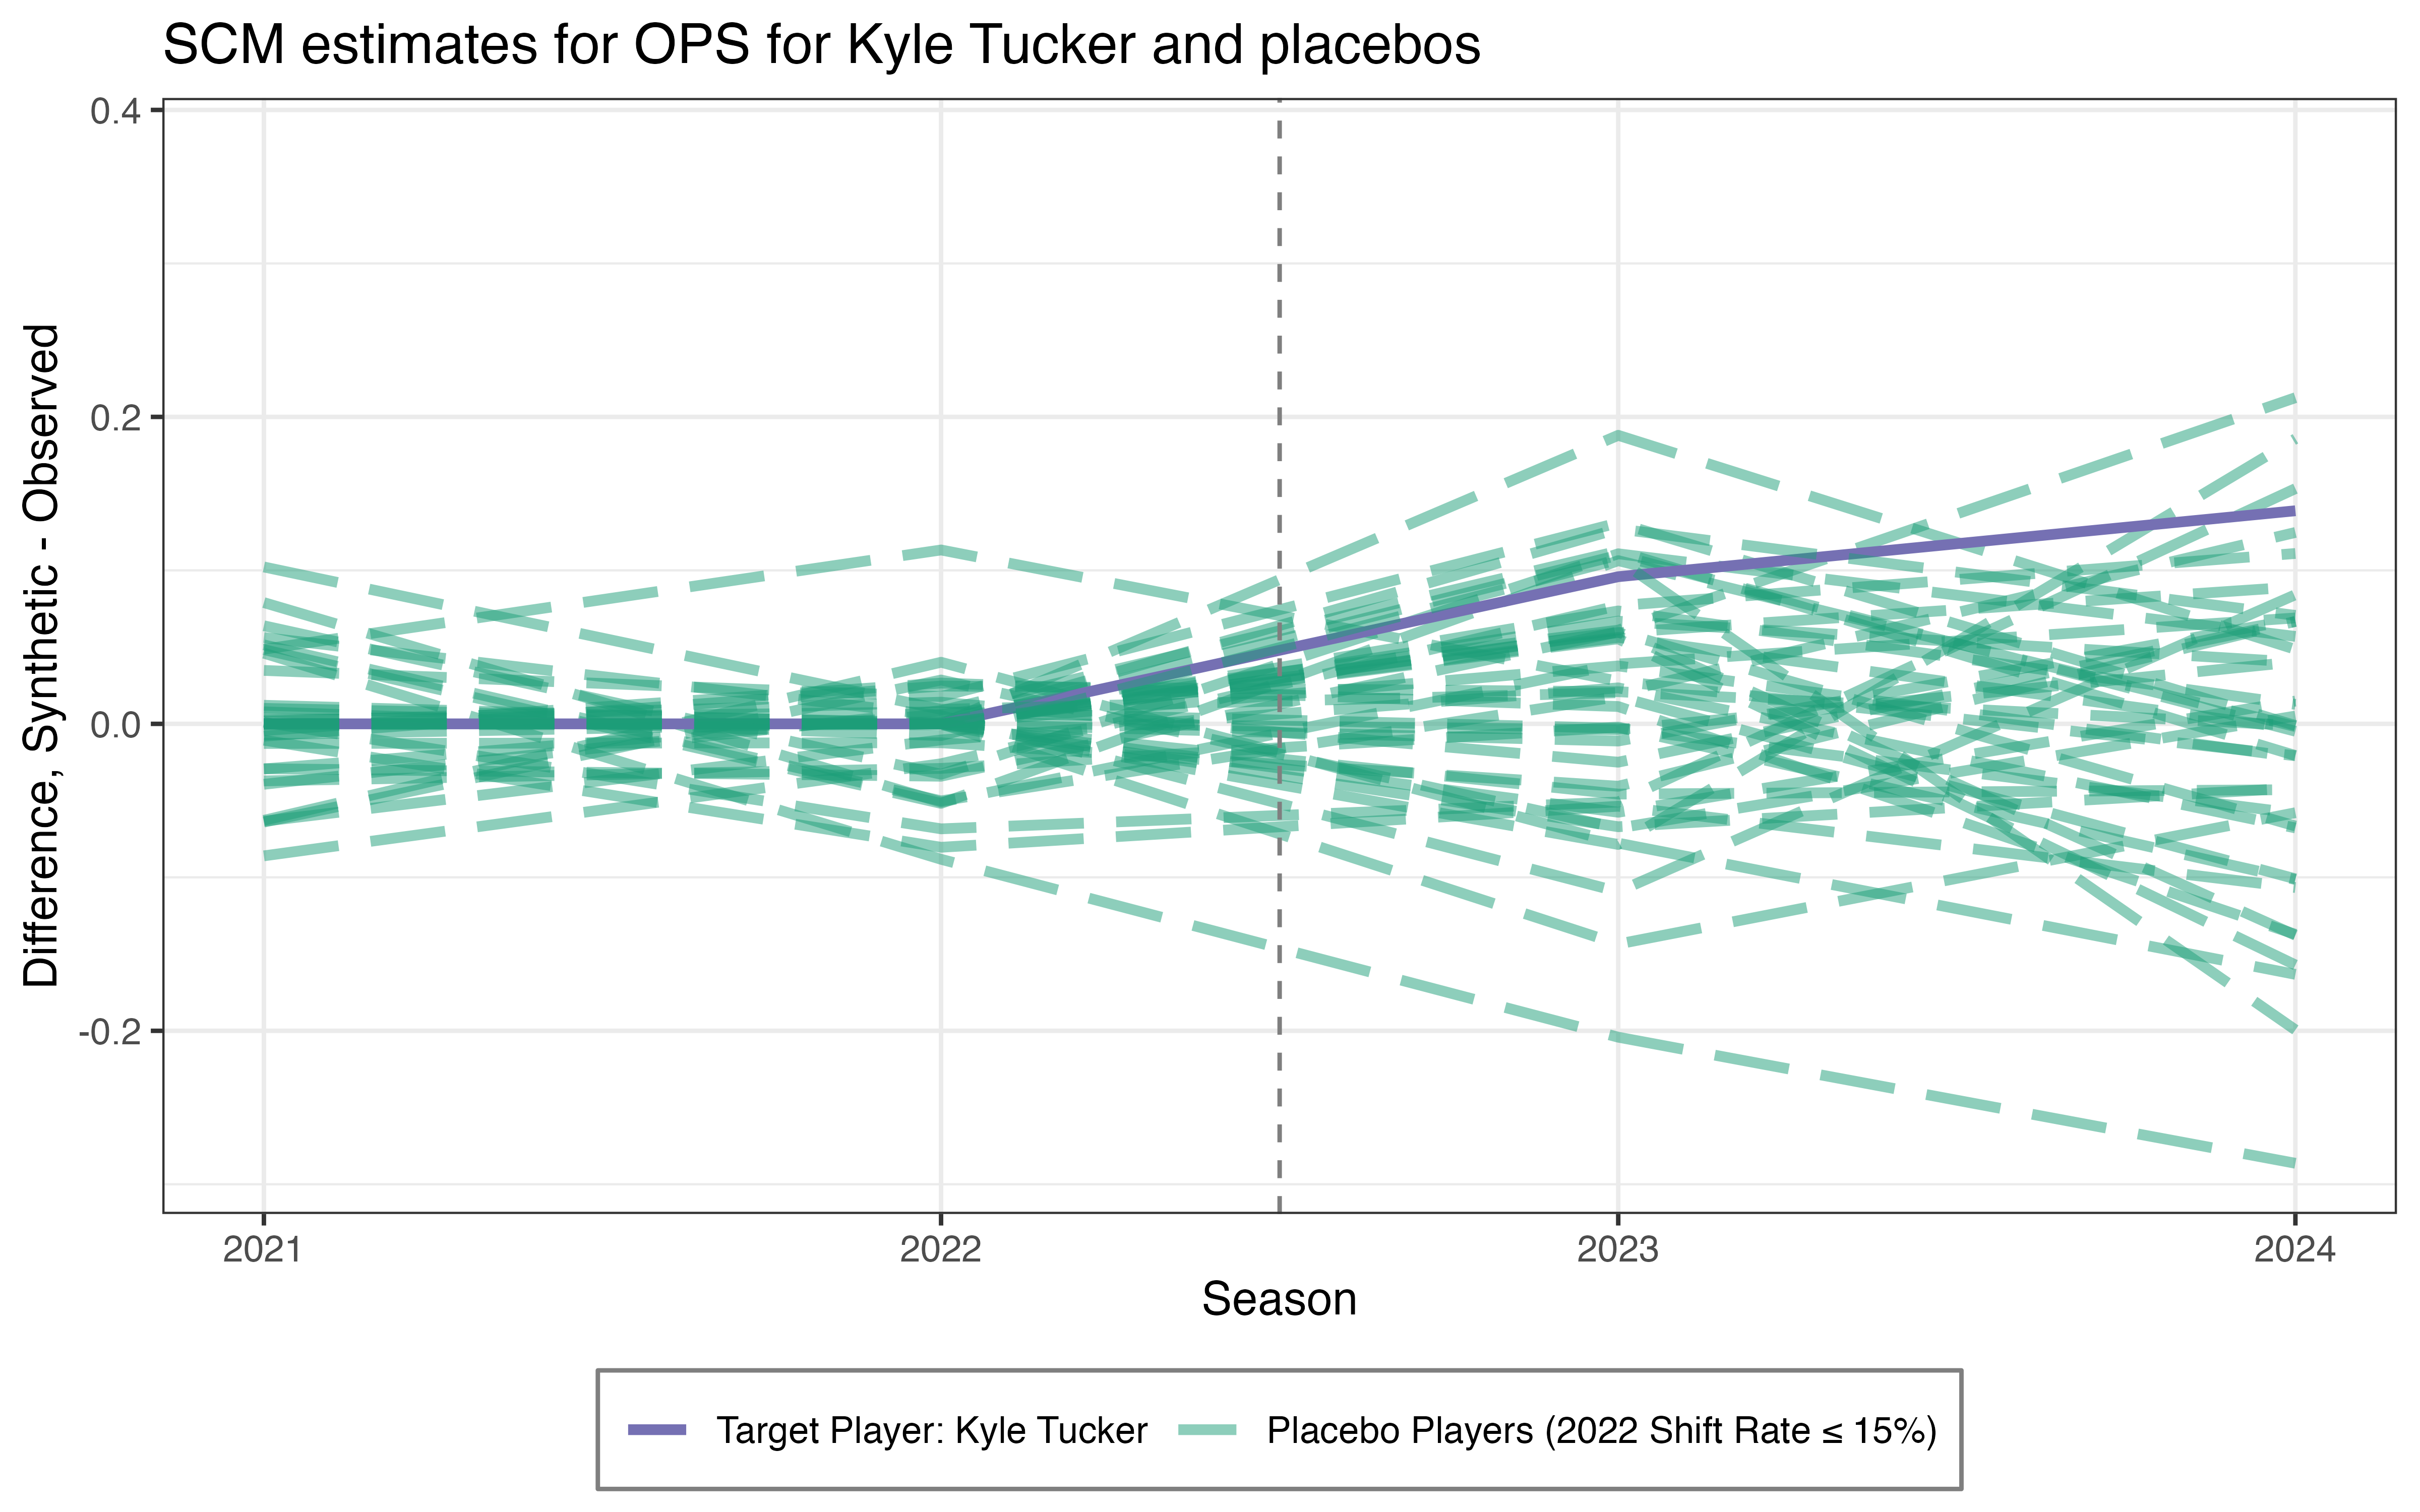 SCM estimates for OPS for Kyle Tucker and placebos
Difference, Synthetic - Observed
0.4
0.2
0.0
-0.2
2021
2022
2023
2024
Season
Target Player: Kyle Tucker
Placebo Players (2022 Shift Rate ≤ 15%)